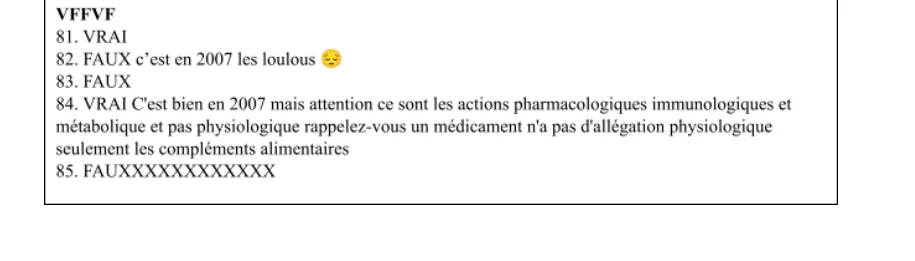 VFFVF
81. VRAI
82. FAUX c’est en 2007 les loulous 😔
83. FAUX
84. VRAI C'est bien en 2007 mais attention ce sont les actions pharmacologiques immunologiques et
métabolique et pas physiologique rappelez-vous un médicament n'a pas d'allégation physiologique
seulement les compléments alimentaires
85. FAUXXXXXXXXXXXX